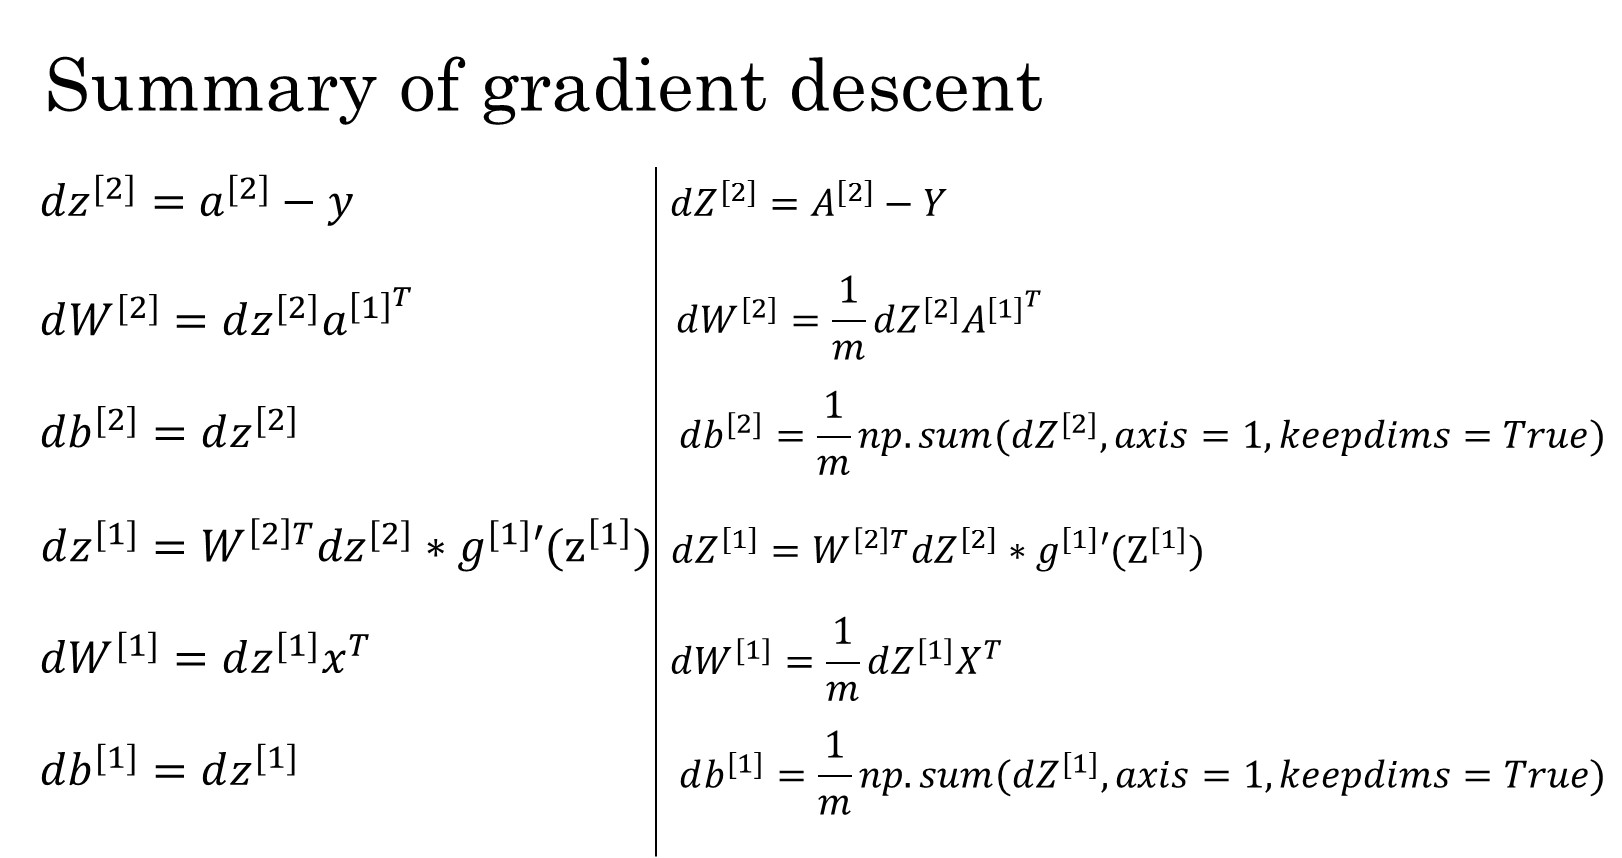 Summary of gradient descent
dz^[2] = a^[2] − y
dW^[2] = dz^[2]a^[1]^T
db^[2] = dz^[2]
dz^[1] = W^[2]T dz^[2] ∗ g^[1]′(z^[1])
dW^[1] = dz^[1]x^T
db^[1] = dz^[1]
dZ^[2] = A^[2] − Y
dW^[2] = 1/m dZ^[2]A^[1]^T
db^[2] = 1/m np.sum(dZ^[2], axis = 1, keepdims = True)
dZ^[1] = W^[2]T dZ^[2] ∗ g^[1]′(Z^[1])
dW^[1] = 1/m dZ^[1]X^T
db^[1] = 1/m np.sum(dZ^[1], axis = 1, keepdims = True)